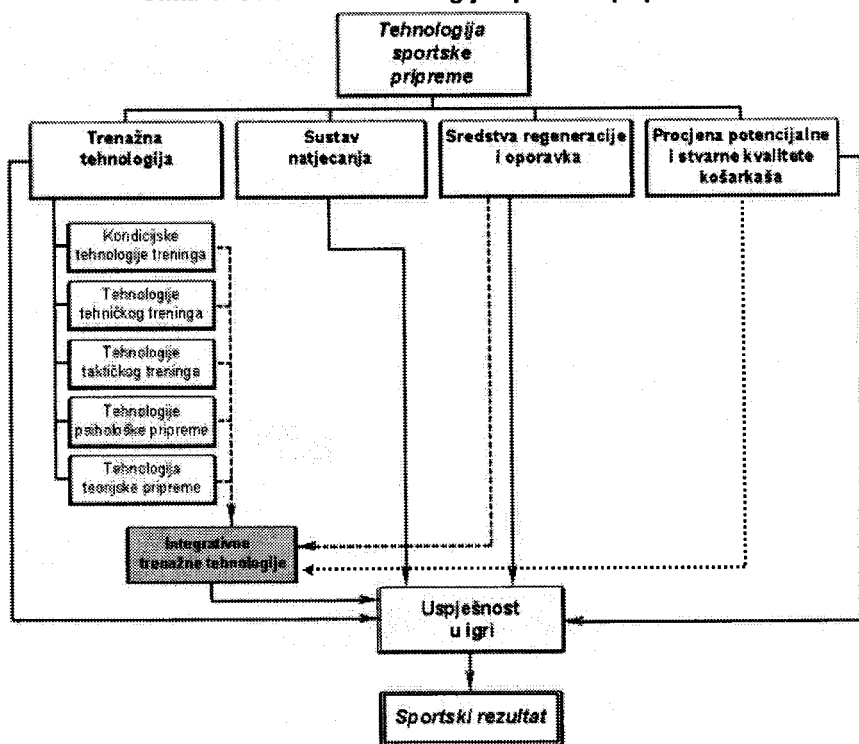 Tehnologija
sportske
pripreme
Trenažna
tehnologija
Sustav
natjecanja
Sredstva regeneracije
i oporavka
Procjena potencijalne
i stvarne kvalitete
košarkaša
Kondicijske
tehnologije treninga
Tehnologije
tehničkog treninga
Tehnologije
taktičkog treninga
Tehnologije
psihološke pripreme
Tehnologija
teorijske pripreme
Integrativne
trenažne tehnologije
Uspješnost
u igri
Sportski rezultat